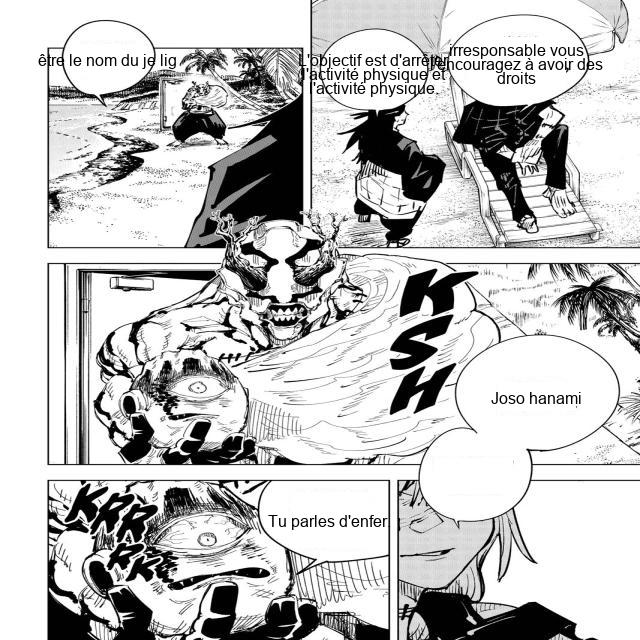 être le nom du je lig
L'objectif est d'arrêter
l'activité physique et
l'activité physique.
irresponsable vous
encouragez à avoir des
droits
KSH
Joso hanami
KRRRK
Tu parles d'enfer